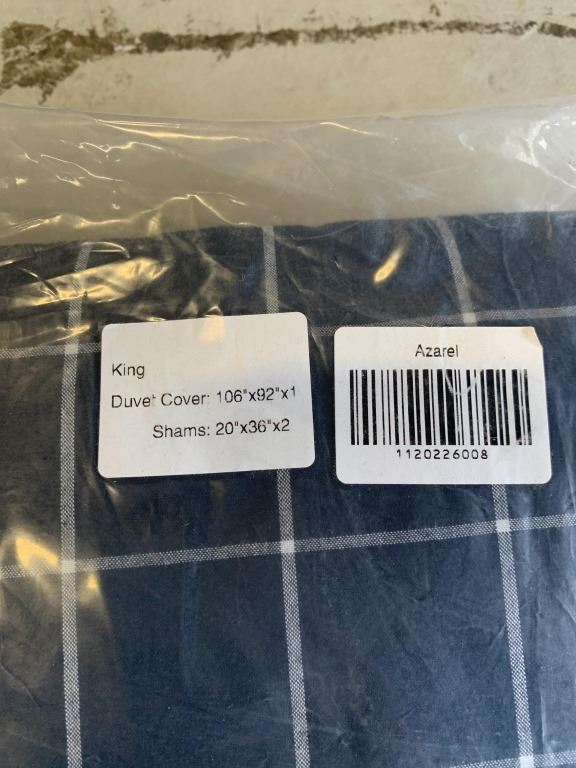 King
Duvet Cover: 106"x92"x1
Shams: 20"x36"x2
Azarel
1120226008